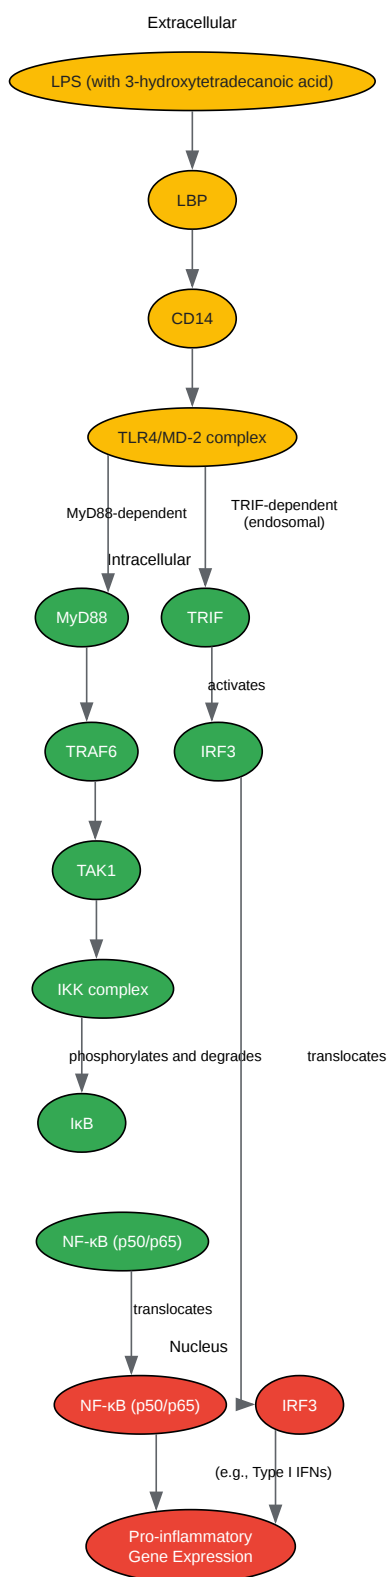 Extracellular
LPS (with 3-hydroxytetradecanoic acid)
LBP
CD14
TLR4/MD-2 complex
MyD88-dependent
TRIF-dependent
(endosomal)
Intracellular
MyD88
TRIF
activates
TRAF6
IRF3
TAK1
IKK complex
phosphorylates and degrades
translocates
IκB
NF-κB (p50/p65)
translocates
Nucleus
NF-κB (p50/p65)
IRF3
(e.g., Type I IFNs)
Pro-inflammatory
Gene Expression